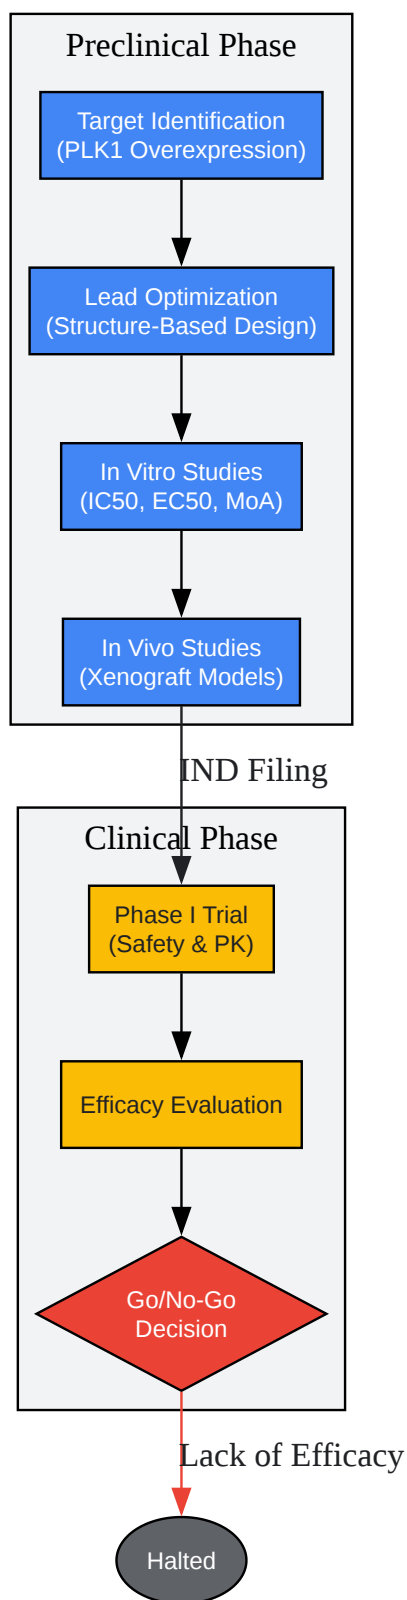 Preclinical Phase
Target Identification
(PLK1 Overexpression)
Lead Optimization
(Structure-Based Design)
In Vitro Studies
(IC50, EC50, MoA)
In Vivo Studies
(Xenograft Models)
IND Filing
Clinical Phase
Phase I Trial
(Safety & PK)
Efficacy Evaluation
Go/No-Go
Decision
Lack of Efficacy
Halted